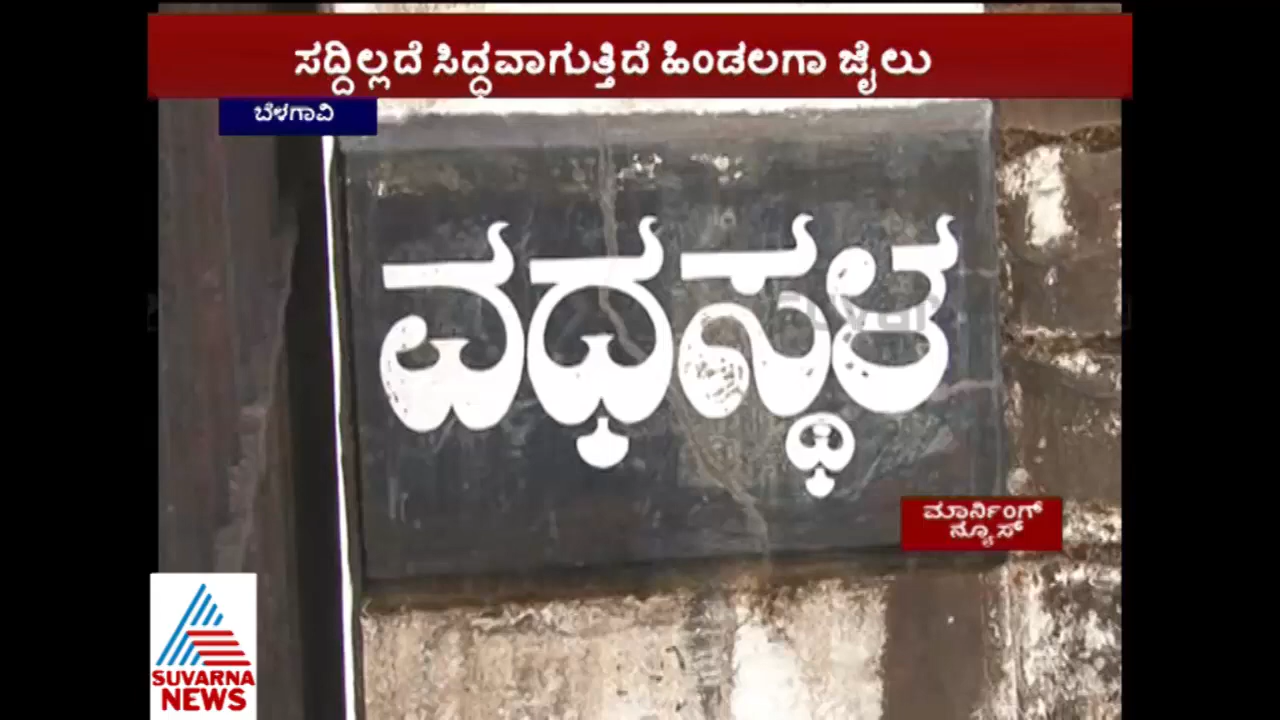 ಸದ್ದಿಲ್ಲದೆ ಸಿದ್ಧವಾಗುತ್ತಿದೆ ಹಿಂಡಲಗಾ ಜೈಲು
ಬೆಳಗಾವಿ
ವಧಸ್ಥಳ
ಮಾರ್ನಿಂಗ್
ನ್ಯೂಸ್
SUVARNA
NEWS